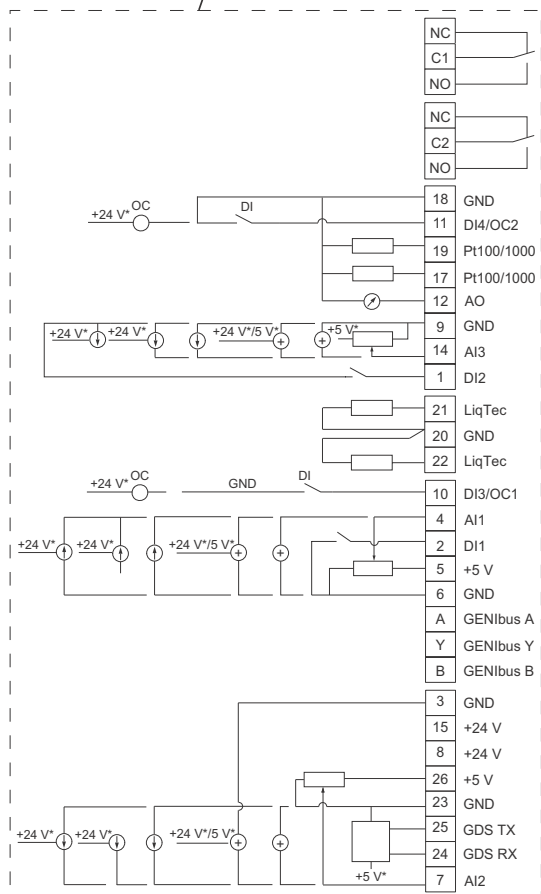 NC
C1
NO
NC
C2
NO
18 GND
+24 V* OC DI 11 DI4/OC2
19 Pt100/1000
17 Pt100/1000
12 AO
9 GND
+24 V* +24 V* +24 V*/5 V* +5 V*
14 AI3
1 DI2
21 LiqTec
20 GND
22 LiqTec
+24 V* OC GND DI 10 DI3/OC1
4 AI1
2 DI1
+24 V* +24 V* +24 V*/5 V*
5 +5 V
6 GND
A GENIbus A
Y GENIbus Y
B GENIbus B
3 GND
15 +24 V
8 +24 V
26 +5 V
23 GND
25 GDS TX
+24 V* +24 V* +24 V*/5 V*
24 GDS RX
+5 V* 7 AI2